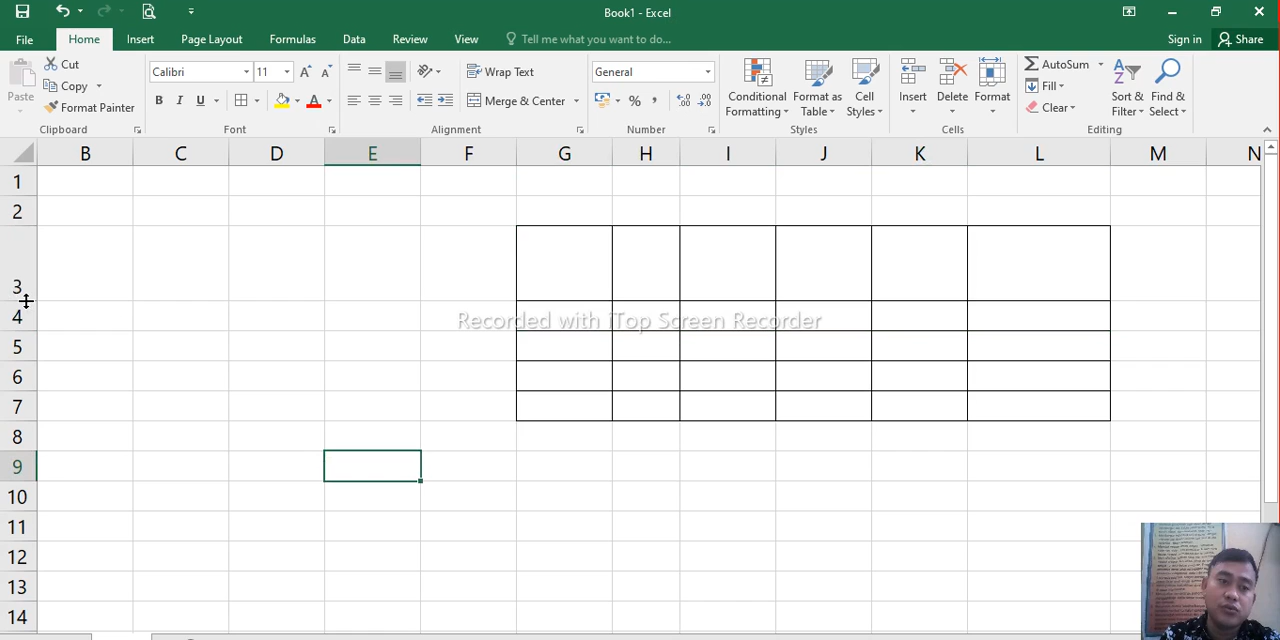 Book1 - Excel
File Home Insert Page Layout Formulas Data Review View Tell me what you want to do... Sign in Share
Paste Cut Copy Format Painter Clipboard
Calibri 11 A A B I U A Font
Wrap Text Merge & Center Alignment
General % , Number
Conditional Formatting Format as Table Cell Styles Styles
Insert Delete Format Cells
AutoSum Fill Clear Sort & Filter Find & Select Editing
B C D E F G H I J K L M N
1
2
3
4
Recorded with iTop Screen Recorder
5
6
7
8
9
10
11
12
13
14